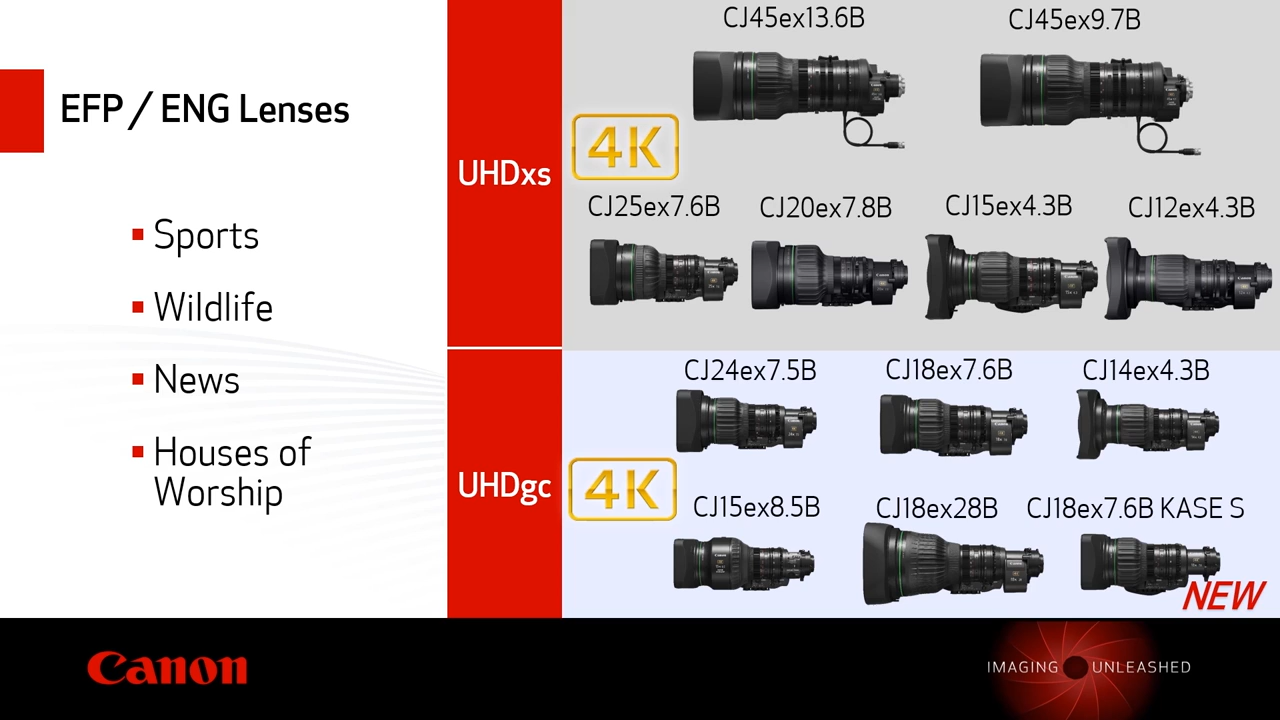 EFP / ENG Lenses
Sports
Wildlife
News
Houses of
Worship
UHDxs
4K
CJ45ex13.6B
CJ45ex9.7B
CJ25ex7.6B
CJ20ex7.8B
CJ15ex4.3B
CJ12ex4.3B
UHDgc
4K
CJ24ex7.5B
CJ18ex7.6B
CJ14ex4.3B
CJ15ex8.5B
CJ18ex28B
CJ18ex7.6B KASE S
NEW
Canon
IMAGING UNLEASHED